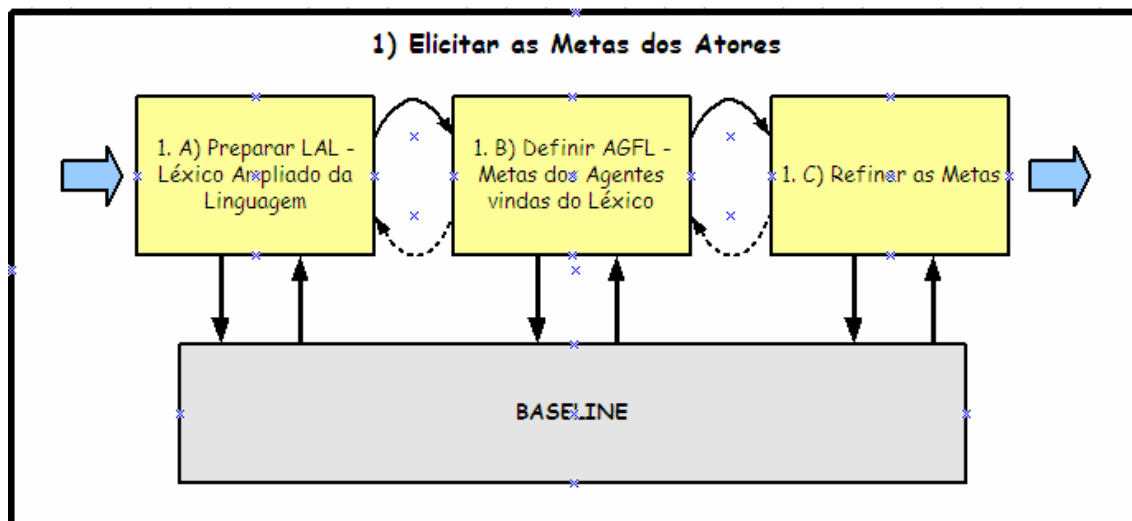 1) Elicitar as Metas dos Atores
1. A) Preparar LAL -
Léxico Ampliado da
Linguagem
1. B) Definir AGFL -
Metas dos Agentes
vindas do Léxico
1. C) Refinar as Metas
BASELINE